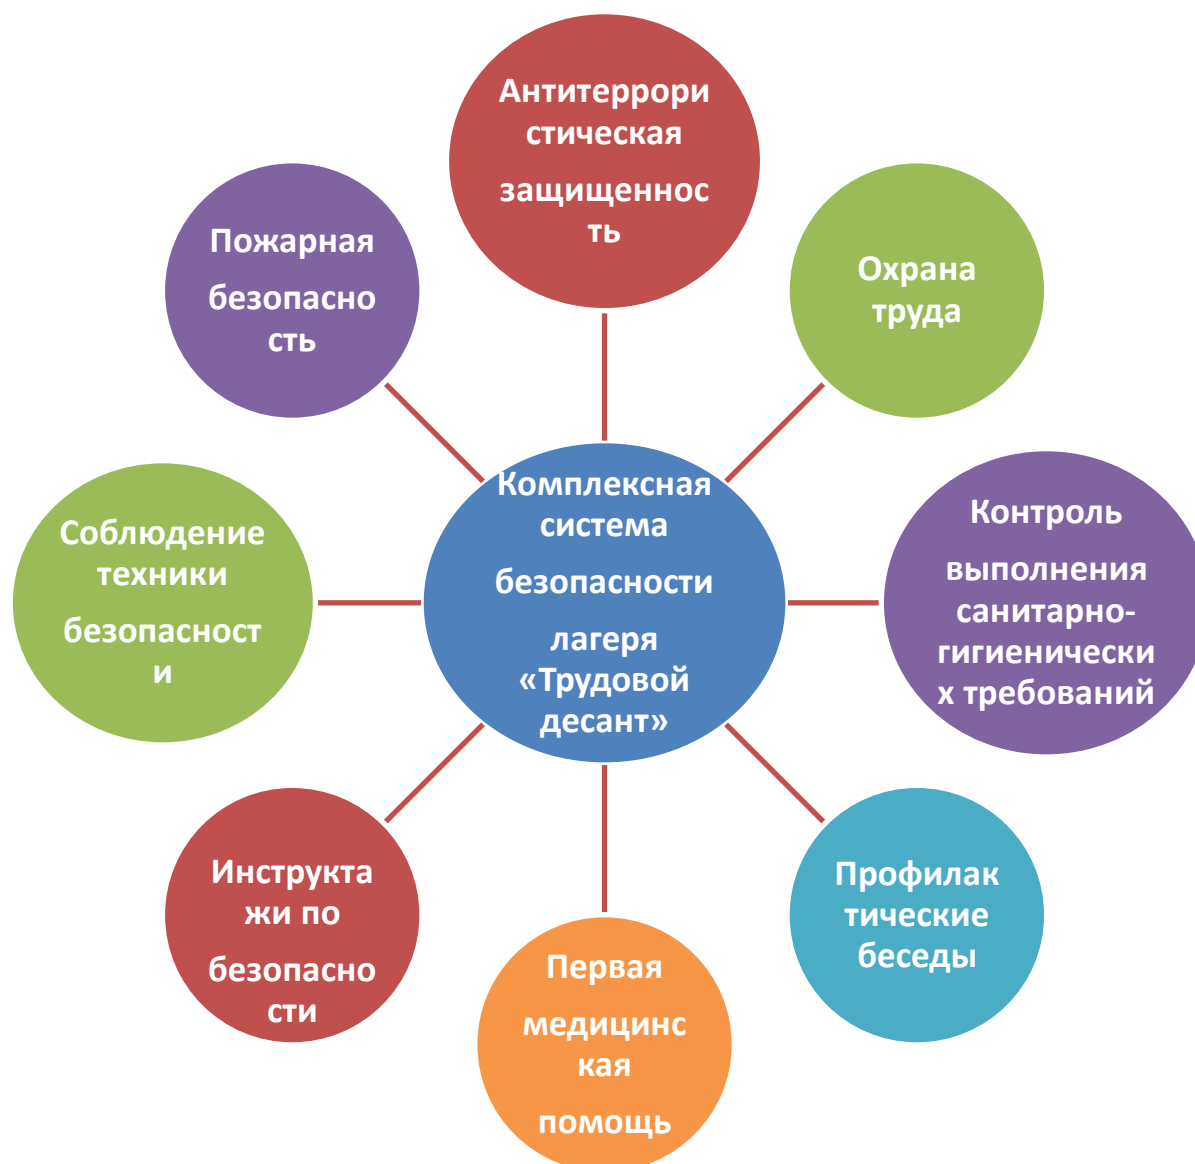 Антитеррори
стическая
защищеннос
ть
Пожарная
безопасно
сть
Охрана
труда
Комплексная
система
безопасности
лагеря
«Трудовой
десант»
Соблюдение
техники
безопасност
и
Контроль
выполнения
санитарно-
гигиенически
х требований
Инструкта
жи по
безопасно
сти
Профилак
тические
беседы
Первая
медицинс
кая
помощь